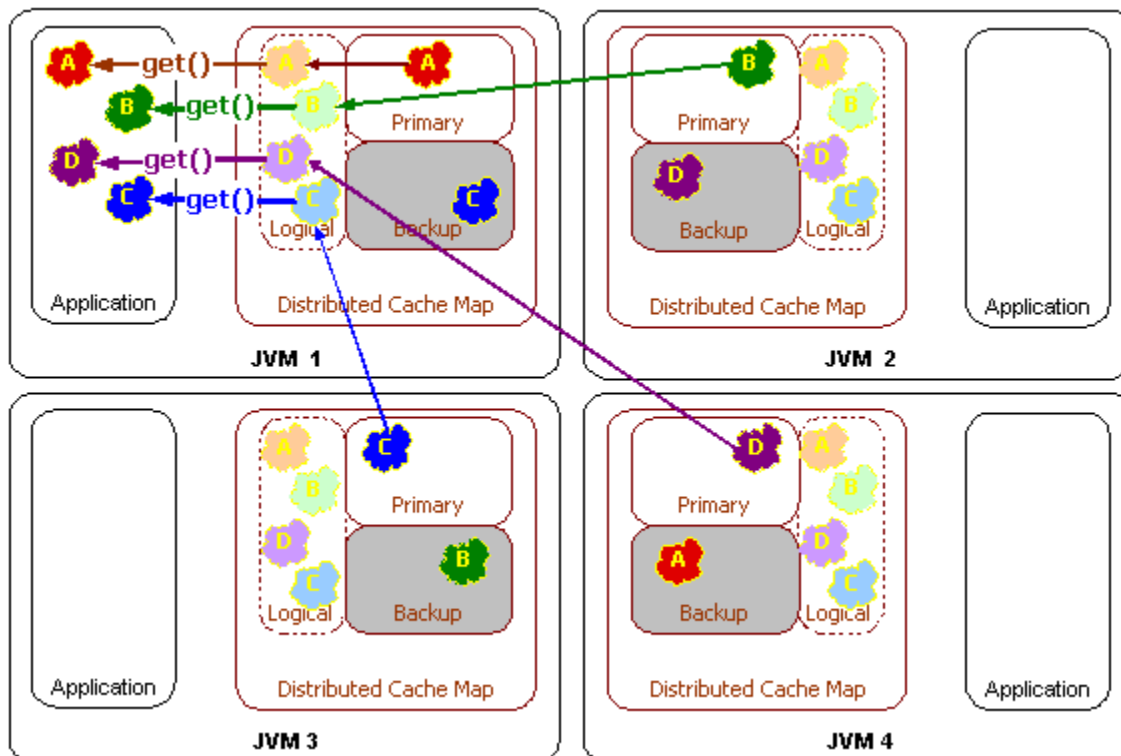 A get() A A
B get() B
Primary
D get() D
C get() C C
Logical Backup
Application
Distributed Cache Map
JVM 1
B A
B
Primary
D D
C
Backup Logical
Distributed Cache Map
Application
JVM 2
A C
B
Primary
D B
C
Logical Backup
Application
Distributed Cache Map
JVM 3
D A
B
Primary
A D
C
Backup Logical
Distributed Cache Map
Application
JVM 4